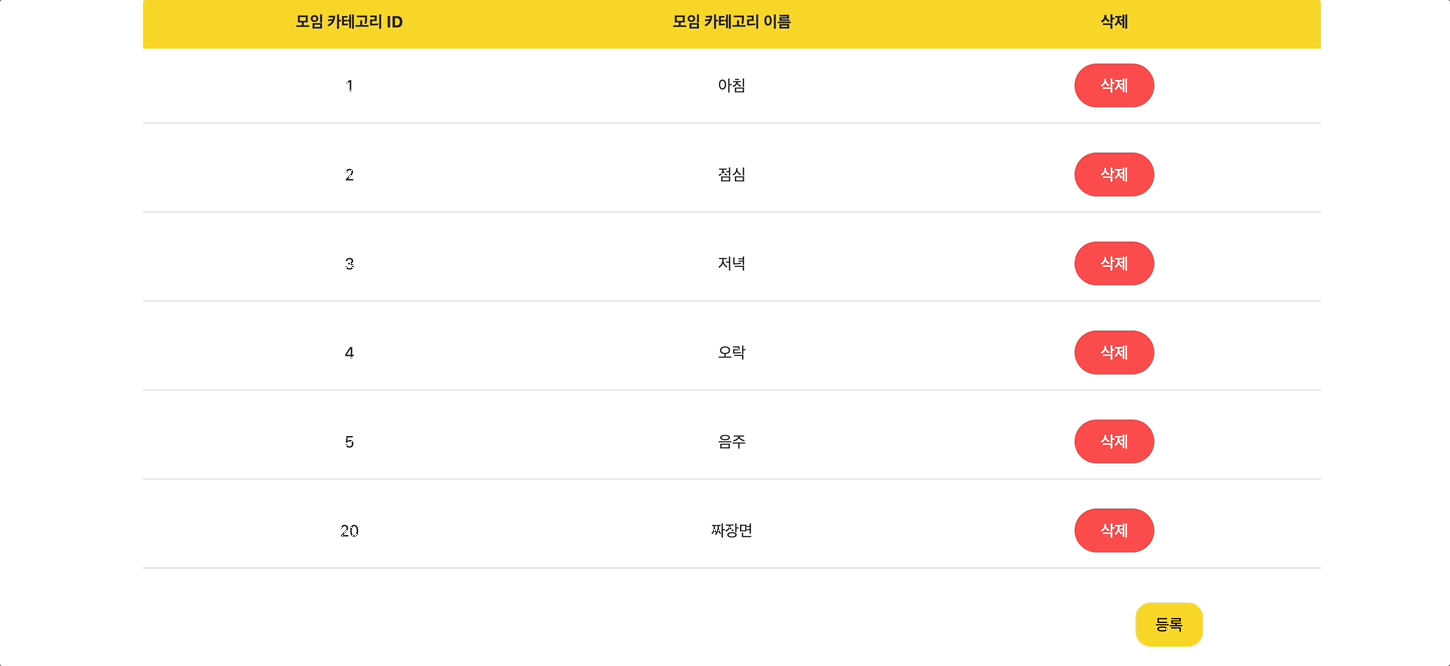 모임 카테고리 ID 모임 카테고리 이름 삭제
1 아침 삭제
2 점심 삭제
3 저녁 삭제
4 오락 삭제
5 음주 삭제
20 짜장면 삭제
등록